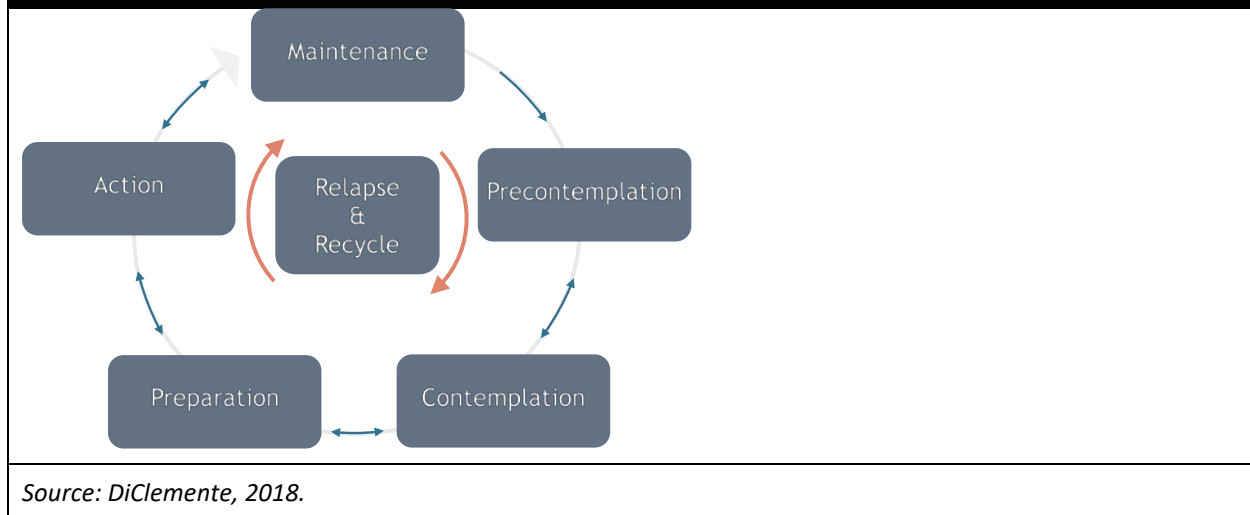 Maintenance
Precontemplation
Action
Relapse
&
Recycle
Preparation
Contemplation
Source: DiClemente, 2018.